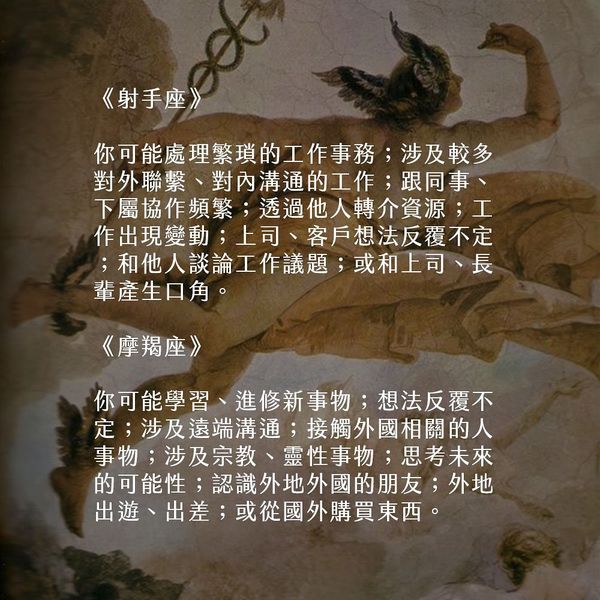 《射手座》
你可能處理繁瑣的工作事務；涉及較多
對外聯繫、對內溝通的工作；跟同事、
下屬協作頻繁；透過他人轉介資源；工
作出現變動；上司、客戶想法反覆不定
；和他人談論工作議題；或和上司、長
輩產生口角。
《摩羯座》
你可能學習、進修新事物；想法反覆不
定；涉及遠端溝通；接觸外國相關的人
事物；涉及宗教、靈性事物；思考未來
的可能性；認識外地外國的朋友；外地
出遊、出差；或從國外購買東西。